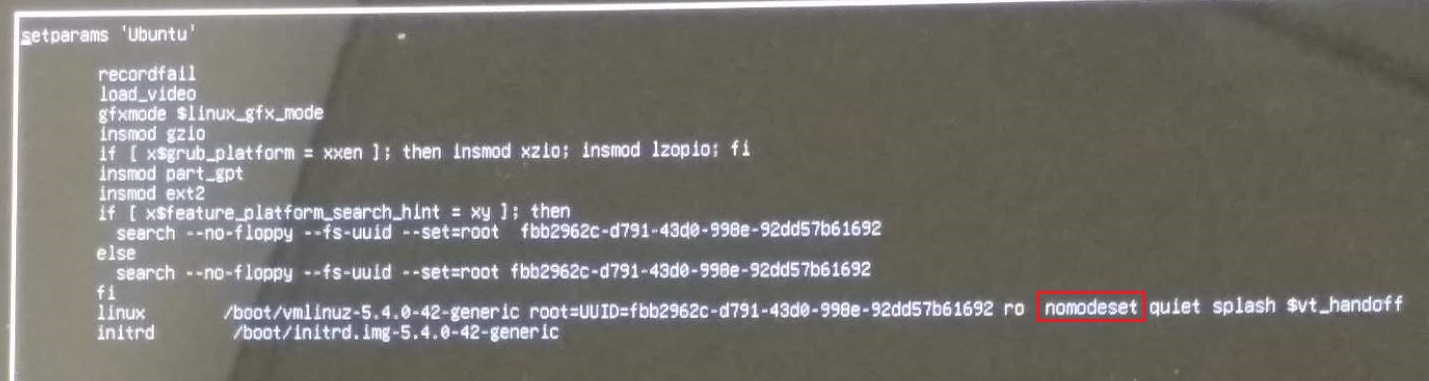 setparams 'Ubuntu'
recordfail
load_video
gfxmode $linux_gfx_mode
insmod gzio
if [ x$grub_platform = xxen ]; then insmod xzio; insmod lzopio; fi
insmod part_gpt
insmod ext2
if [ x$feature_platform_search_hint = xy ]; then
search --no-floppy --fs-uuid --set=root fbb2962c-d791-43d0-998e-92dd57b61692
else
search --no-floppy --fs-uuid --set=root fbb2962c-d791-43d0-998e-92dd57b61692
fi
linux /boot/vmlinuz-5.4.0-42-generic root=UUID=fbb2962c-d791-43d0-998e-92dd57b61692 ro nomodeset quiet splash $vt_handoff
initrd /boot/initrd.img-5.4.0-42-generic